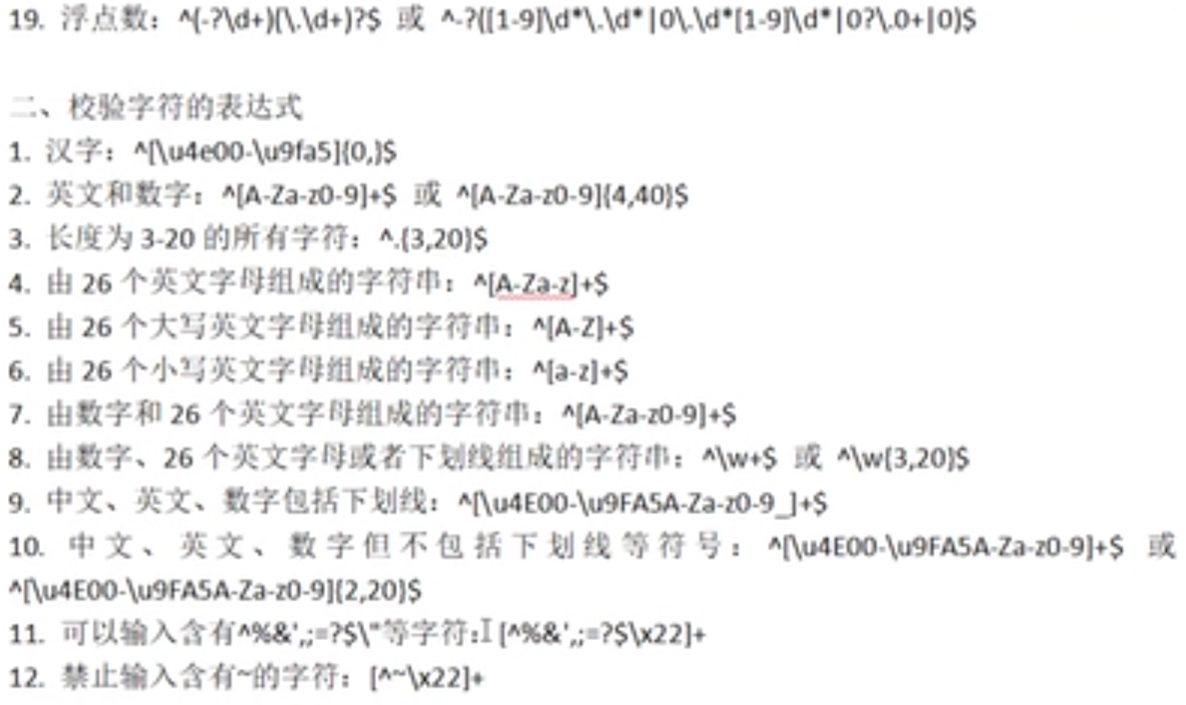 19. 浮点数：^(-?\d+)(\.\d+)?$ 或 ^-?([1-9]\d*\.\d*|0\.\d*[1-9]\d*|0?\.0+|0)$
二、校验字符的表达式
1. 汉字：^[\u4e00-\u9fa5]{0,}$
2. 英文和数字：^[A-Za-z0-9]+$ 或 ^[A-Za-z0-9]{4,40}$
3. 长度为 3-20 的所有字符：^.{3,20}$
4. 由 26 个英文字母组成的字符串：^[A-Za-z]+$
5. 由 26 个大写英文字母组成的字符串：^[A-Z]+$
6. 由 26 个小写英文字母组成的字符串：^[a-z]+$
7. 由数字和 26 个英文字母组成的字符串：^[A-Za-z0-9]+$
8. 由数字、26 个英文字母或者下划线组成的字符串：^\w+$ 或 ^\w{3,20}$
9. 中文、英文、数字包括下划线：^[\u4E00-\u9FA5A-Za-z0-9_]+$
10. 中文、英文、数字但不包括下划线等符号：^[\u4E00-\u9FA5A-Za-z0-9]+$ 或
^[\u4E00-\u9FA5A-Za-z0-9]{2,20}$
11. 可以输入含有^%&',;=?$\"等字符：[^%&',;=?$\x22]+
12. 禁止输入含有~的字符：[^~\x22]+